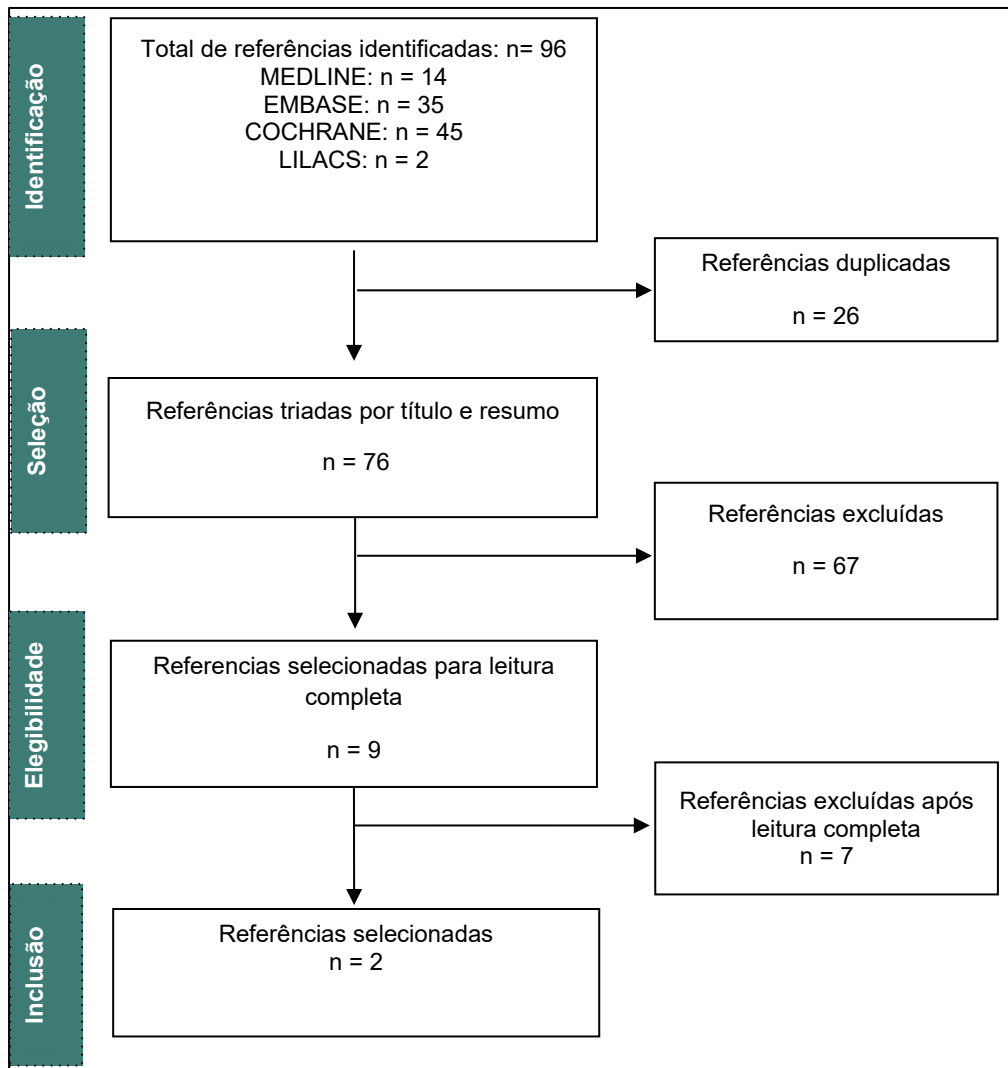 Identificação
Total de referências identificadas: n= 96
MEDLINE: n = 14
EMBASE: n = 35
COCHRANE: n = 45
LILACS: n = 2
Referências duplicadas
n = 26
Seleção
Referências triadas por título e resumo
n = 76
Referências excluídas
n = 67
Elegibilidade
Referencias selecionadas para leitura
completa
n = 9
Referências excluídas após
leitura completa
n = 7
Inclusão
Referências selecionadas
n = 2